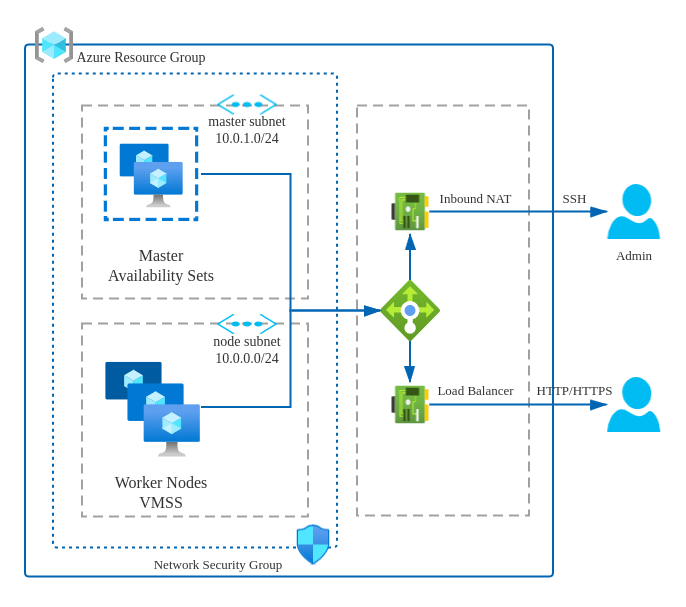 Azure Resource Group
master subnet
10.0.1.0/24
Master
Availability Sets
node subnet
10.0.0.0/24
Worker Nodes
VMSS
Network Security Group
Inbound NAT
SSH
Admin
Load Balancer
HTTP/HTTPS